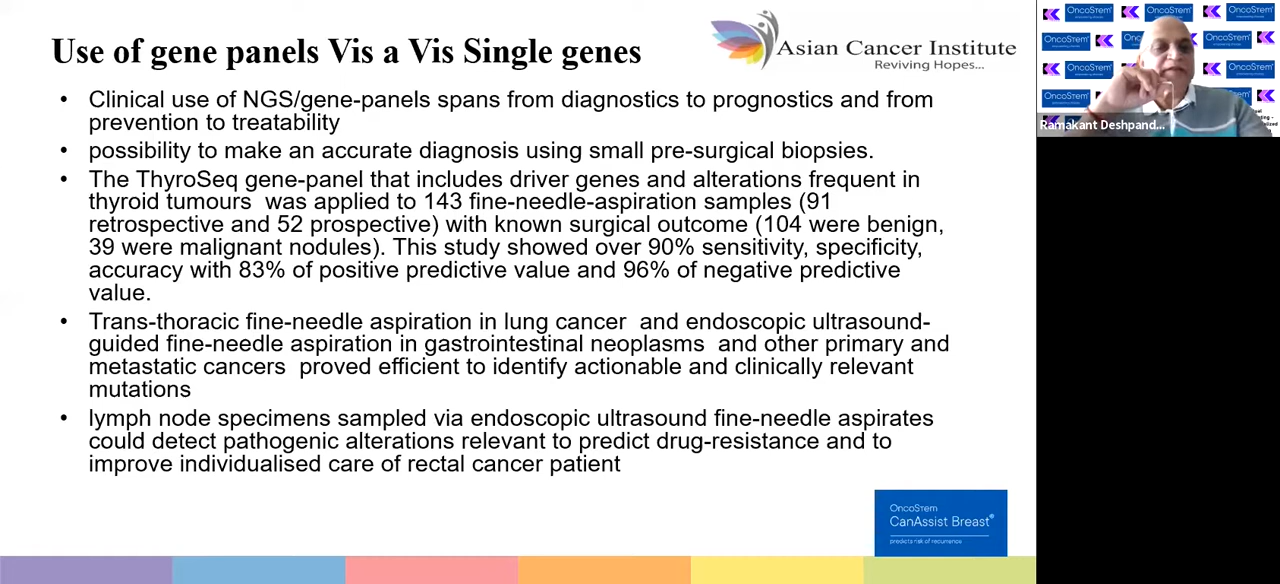 Use of gene panels Vis a Vis Single genes
Asian Cancer Institute
Reviving Hopes...
• Clinical use of NGS/gene-panels spans from diagnostics to prognostics and from
prevention to treatability
• possibility to make an accurate diagnosis using small pre-surgical biopsies.
• The ThyroSeq gene-panel that includes driver genes and alterations frequent in
thyroid tumours was applied to 143 fine-needle-aspiration samples (91
retrospective and 52 prospective) with known surgical outcome (104 were benign,
39 were malignant nodules). This study showed over 90% sensitivity, specificity,
accuracy with 83% of positive predictive value and 96% of negative predictive
value.
• Trans-thoracic fine-needle aspiration in lung cancer and endoscopic ultrasound-
guided fine-needle aspiration in gastrointestinal neoplasms and other primary and
metastatic cancers proved efficient to identify actionable and clinically relevant
mutations
• lymph node specimens sampled via endoscopic ultrasound fine-needle aspirates
could detect pathogenic alterations relevant to predict drug-resistance and to
improve individualised care of rectal cancer patient
OncoStem
CanAssist Breast®
predicts risk of recurrence
OncoStem
OncoStem
OncoStem
OncoStem
OncoStem
OncoStem
OncoStem
OncoStem
Ramakant Deshpand...